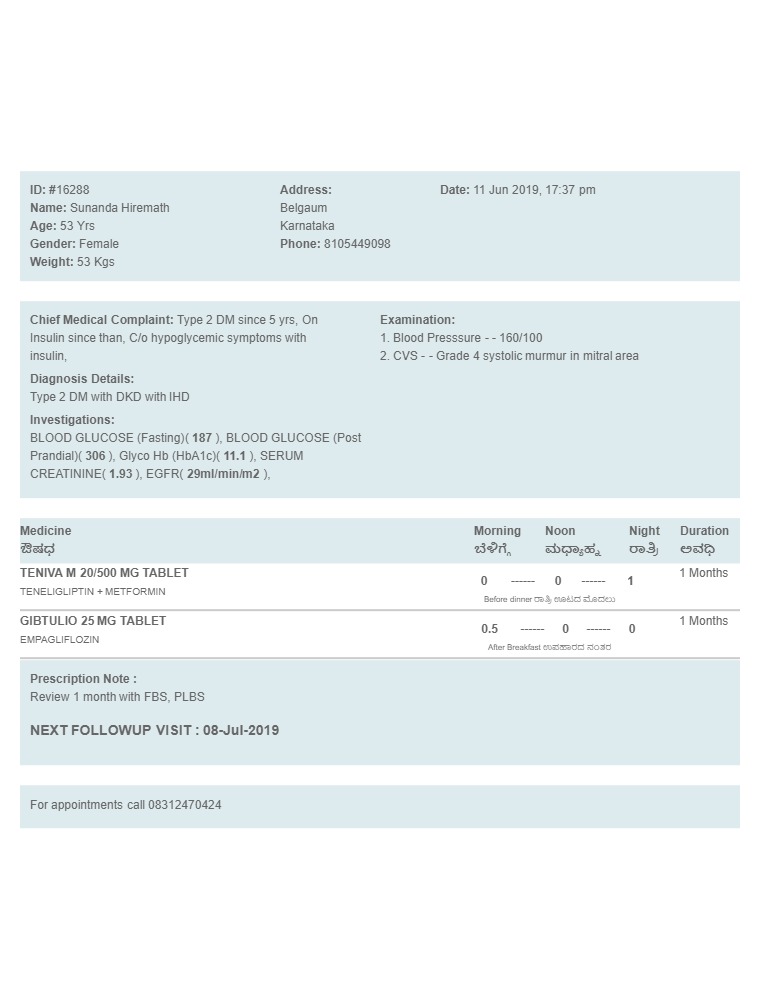 ID: #16288
Name: Sunanda Hiremath
Age: 53 Yrs
Gender: Female
Weight: 53 Kgs
Address:
Belgaum
Karnataka
Phone: 8105449098
Date: 11 Jun 2019, 17:37 pm
Chief Medical Complaint: Type 2 DM since 5 yrs, On
Insulin since than, C/o hypoglycemic symptoms with
insulin,
Diagnosis Details:
Type 2 DM with DKD with IHD
Investigations:
BLOOD GLUCOSE (Fasting)( 187 ), BLOOD GLUCOSE (Post
Prandial)( 306 ), Glyco Hb (HbA1c)( 11.1 ), SERUM
CREATININE( 1.93 ), EGFR( 29ml/min/m2 ),
Examination:
1. Blood Presssure - - 160/100
2. CVS - - Grade 4 systolic murmur in mitral area
Medicine Morning Noon Night Duration
ಔಷಧ ಬೆಳಿಗ್ಗೆ ಮಧ್ಯಾಹ್ನ ರಾತ್ರಿ ಅವಧಿ
TENIVA M 20/500 MG TABLET 0 ------ 0 ------ 1 1 Months
TENELIGLIPTIN + METFORMIN
Before dinner ರಾತ್ರಿ ಊಟದ ಮೊದಲು
GIBTULIO 25 MG TABLET 0.5 ------ 0 ------ 0 1 Months
EMPAGLIFLOZIN
After Breakfast ಉಪಹಾರದ ನಂತರ
Prescription Note :
Review 1 month with FBS, PLBS
NEXT FOLLOWUP VISIT : 08-Jul-2019
For appointments call 08312470424